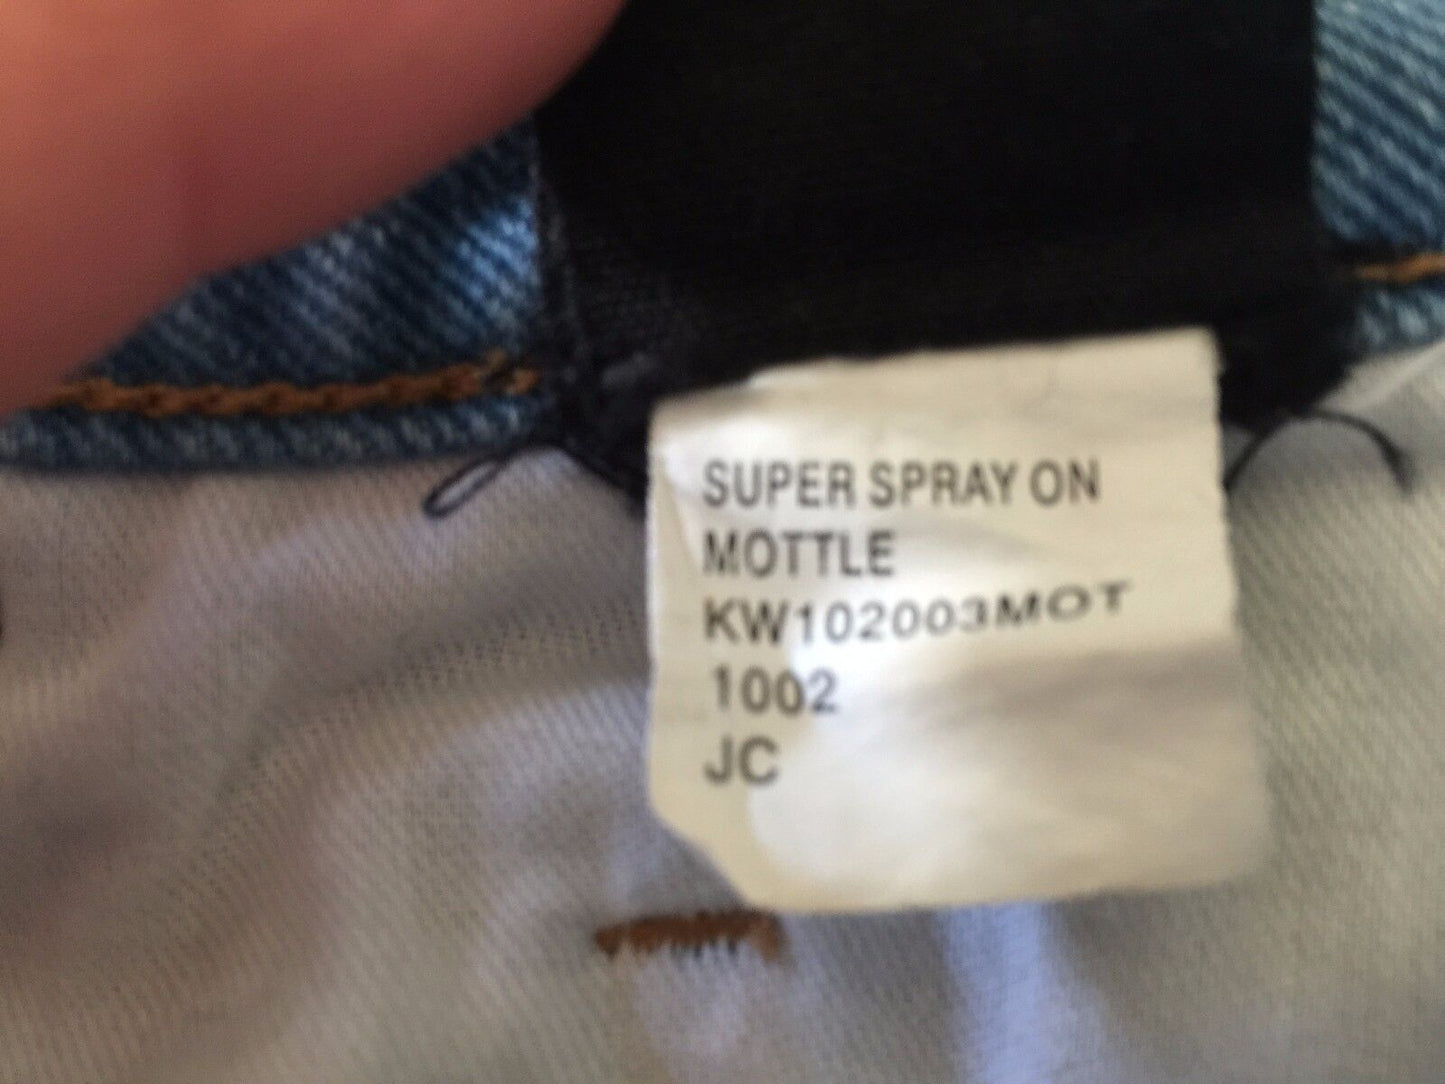 SUPER SPRAY ON
MOTTLE
KW102003MOT
1002
JC